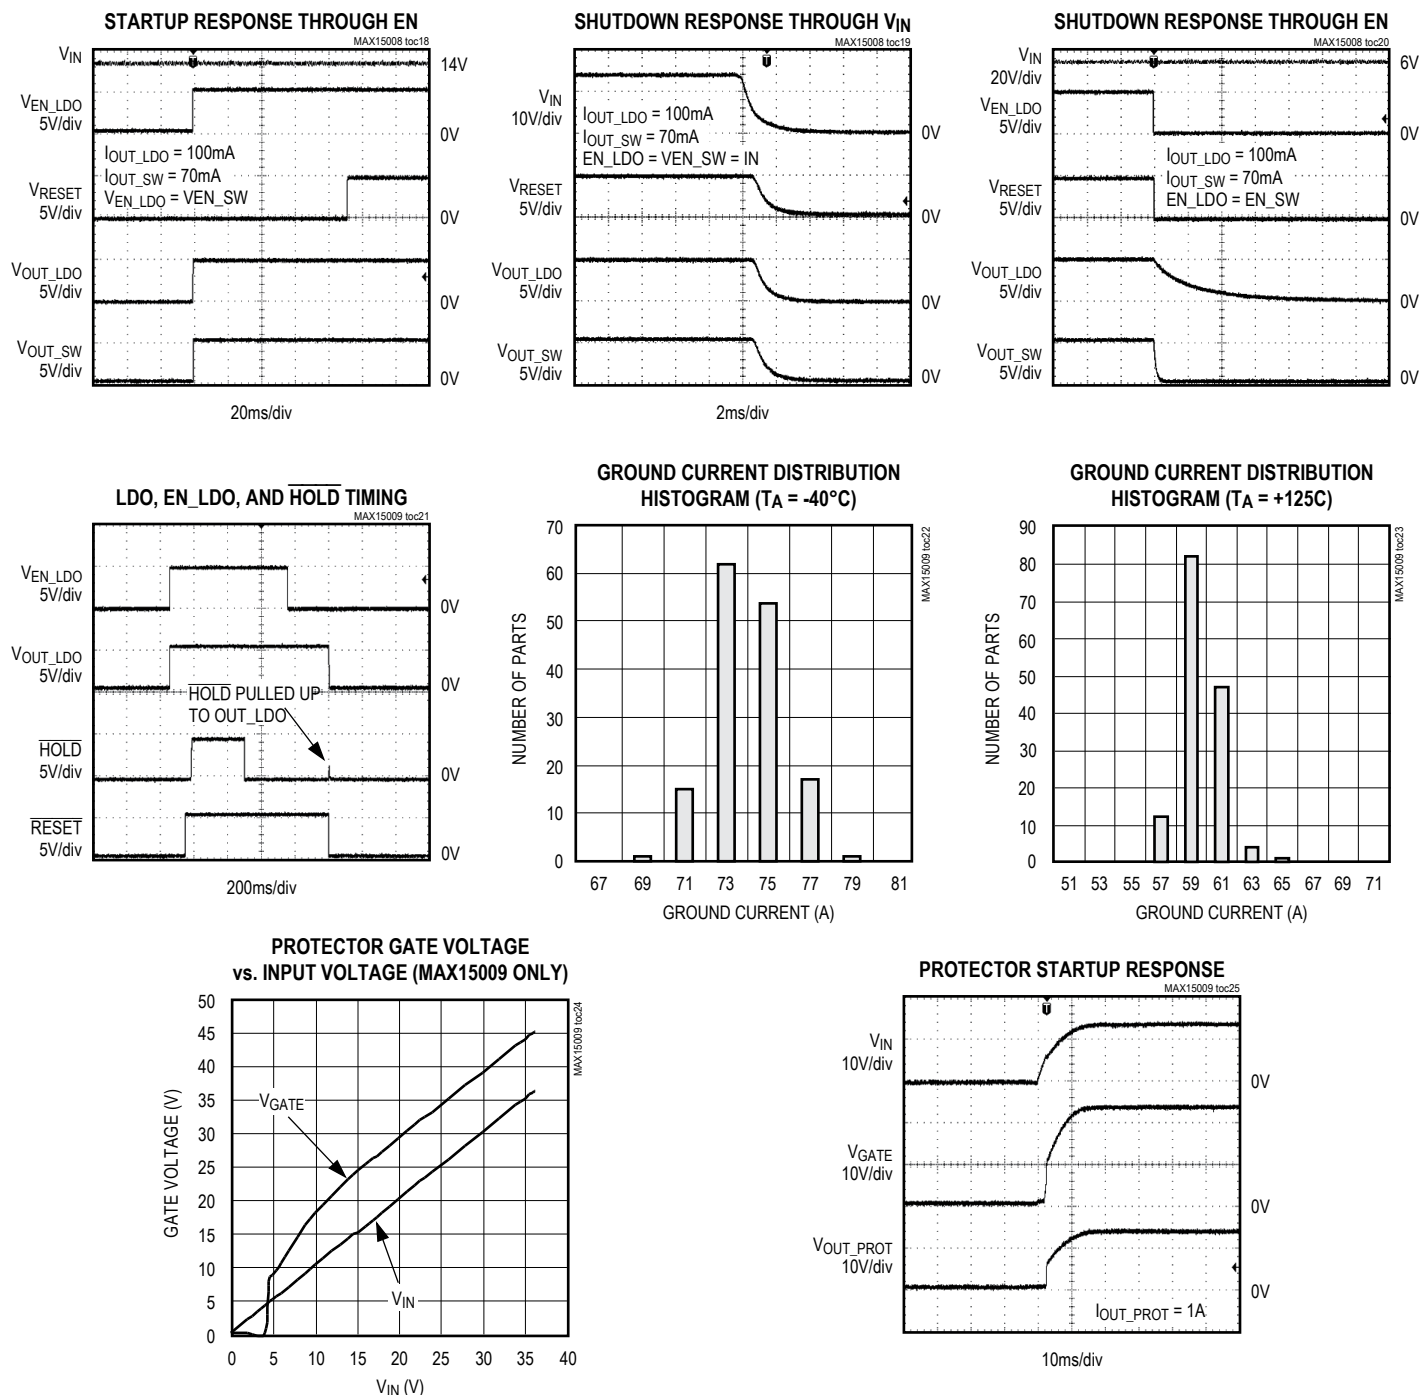 STARTUP RESPONSE THROUGH EN
MAX15008 toc18
VIN
14V
VEN_LDO
5V/div
0V
IOUT_LDO = 100mA
IOUT_SW = 70mA
VEN_LDO = VEN_SW
VRESET
5V/div
0V
VOUT_LDO
5V/div
0V
VOUT_SW
5V/div
0V
20ms/div
SHUTDOWN RESPONSE THROUGH VIN
MAX15008 toc19
VIN
10V/div
IOUT_LDO = 100mA
IOUT_SW = 70mA
EN_LDO = VEN_SW = IN
0V
VRESET
5V/div
0V
VOUT_LDO
5V/div
0V
VOUT_SW
5V/div
0V
2ms/div
SHUTDOWN RESPONSE THROUGH EN
MAX15008 toc20
VIN
20V/div
6V
VEN_LDO
5V/div
0V
IOUT_LDO = 100mA
IOUT_SW = 70mA
EN_LDO = EN_SW
VRESET
5V/div
0V
VOUT_LDO
5V/div
0V
VOUT_SW
5V/div
0V
LDO, EN_LDO, AND HOLD TIMING
MAX15009 toc21
VEN_LDO
5V/div
0V
VOUT_LDO
5V/div
0V
HOLD PULLED UP
TO OUT_LDO
HOLD
5V/div
0V
RESET
5V/div
0V
200ms/div
GROUND CURRENT DISTRIBUTION
HISTOGRAM (TA = -40°C)
MAX15009 toc22
NUMBER OF PARTS
70
60
50
40
30
20
10
0
67 69 71 73 75 77 79 81
GROUND CURRENT (A)
GROUND CURRENT DISTRIBUTION
HISTOGRAM (TA = +125C)
MAX15009 toc23
NUMBER OF PARTS
90
80
70
60
50
40
30
20
10
0
51 53 55 57 59 61 63 65 67 69 71
GROUND CURRENT (A)
PROTECTOR GATE VOLTAGE
vs. INPUT VOLTAGE (MAX15009 ONLY)
MAX15009 toc24
GATE VOLTAGE (V)
50
45
40
35
30
25
20
15
10
5
0
VGATE
VIN
0 5 10 15 20 25 30 35 40
VIN (V)
PROTECTOR STARTUP RESPONSE
MAX15009 toc25
VIN
10V/div
0V
VGATE
10V/div
0V
VOUT_PROT
10V/div
0V
IOUT_PROT = 1A
10ms/div